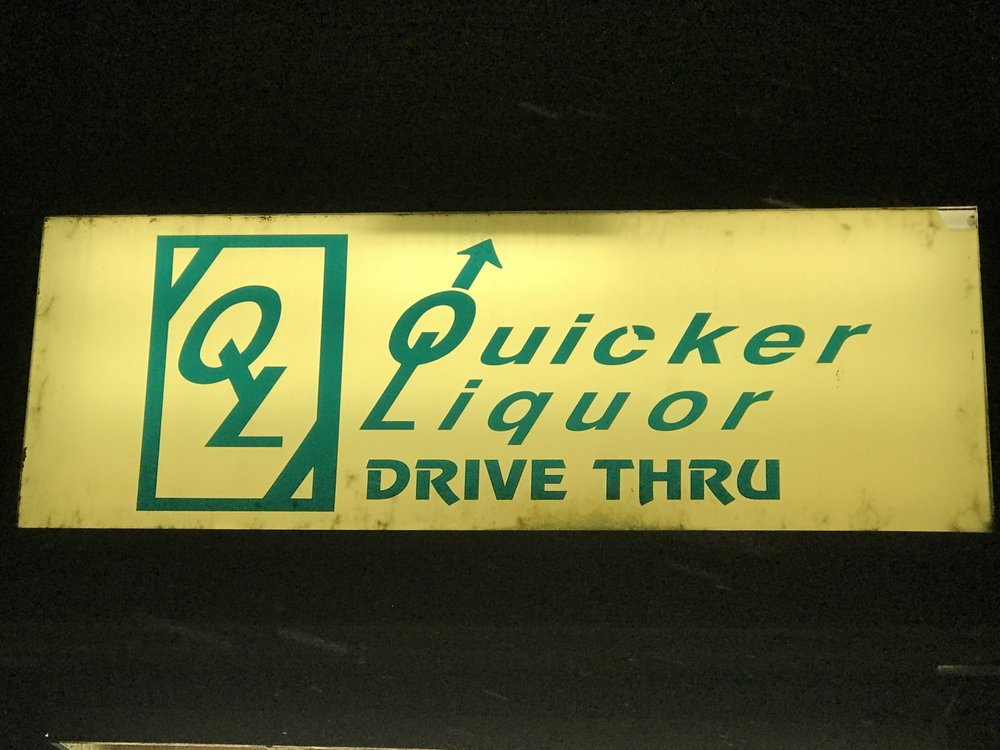 QL
Quicker
Liquor
DRIVE THRU